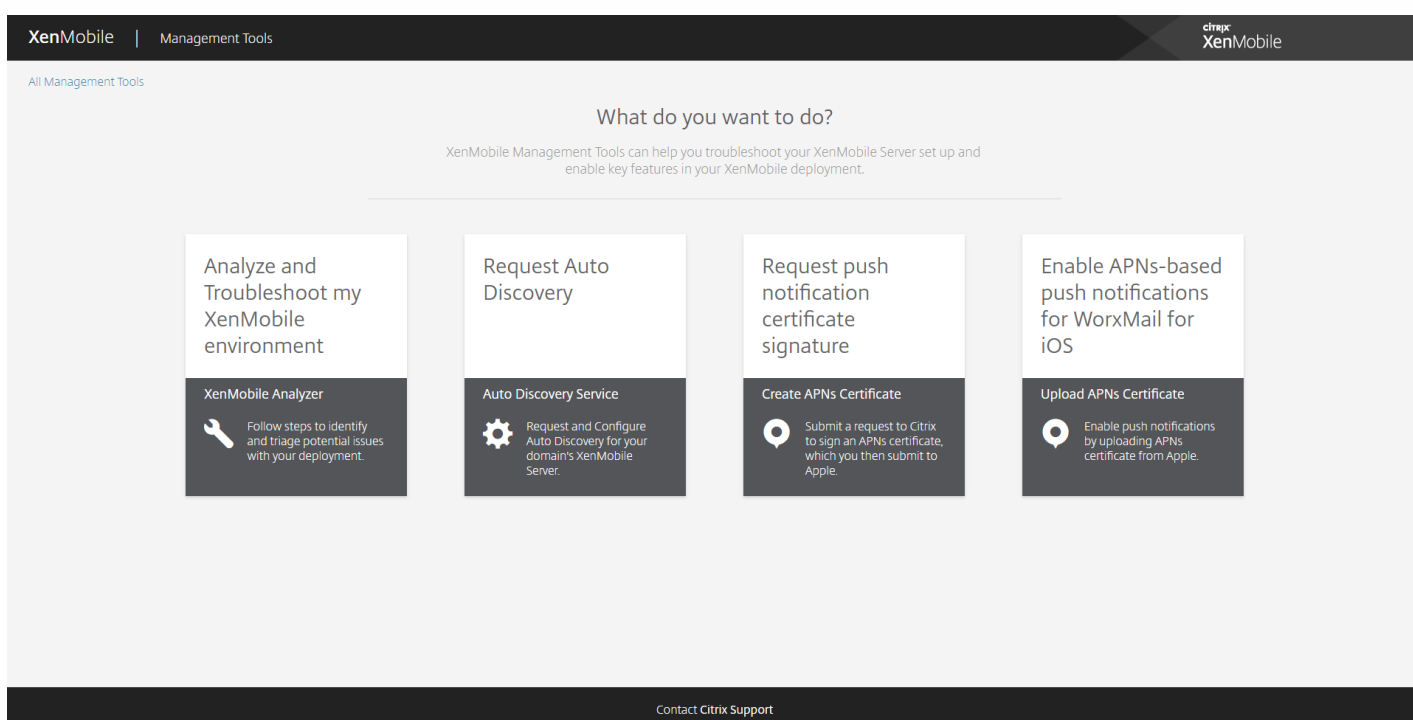 XenMobile | Management Tools
citrix
XenMobile
All Management Tools
What do you want to do?
XenMobile Management Tools can help you troubleshoot your XenMobile Server set up and
enable key features in your XenMobile deployment.
Analyze and
Troubleshoot my
XenMobile
environment
XenMobile Analyzer
Follow steps to identify
and triage potential issues
with your deployment.
Request Auto
Discovery
Auto Discovery Service
Request and Configure
Auto Discovery for your
domain's XenMobile
Server.
Request push
notification
certificate
signature
Create APNs Certificate
Submit a request to Citrix
to sign an APNs certificate,
which you then submit to
Apple.
Enable APNs-based
push notifications
for WorxMail for
iOS
Upload APNs Certificate
Enable push notifications
by uploading APNs
certificate from Apple.
Contact Citrix Support